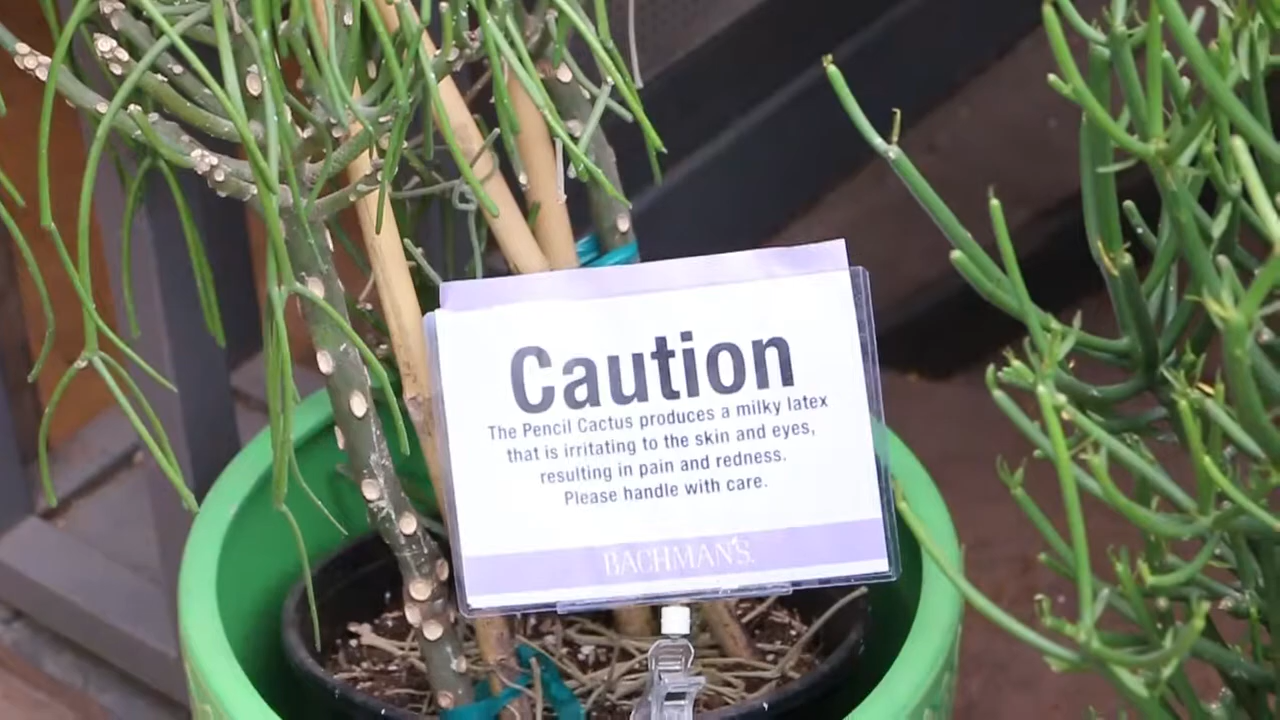 Caution
The Pencil Cactus produces a milky latex
that is irritating to the skin and eyes,
resulting in pain and redness.
Please handle with care.
BACHMAN'S.